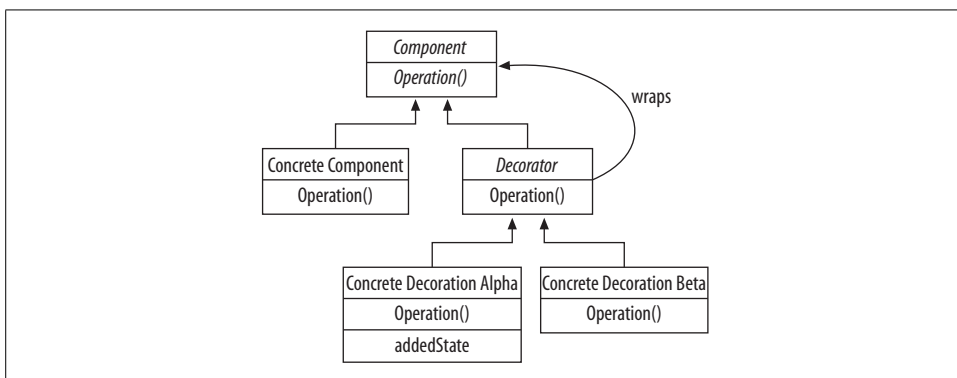 Component
Operation()
wraps
Concrete Component
Operation()
Decorator
Operation()
Concrete Decoration Alpha
Operation()
addedState
Concrete Decoration Beta
Operation()